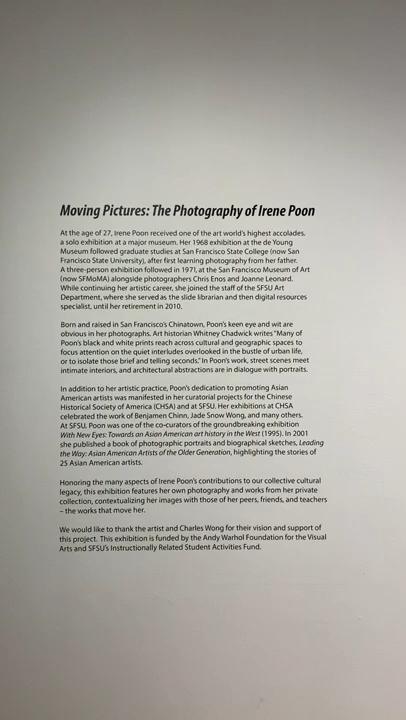 Moving Pictures: The Photography of Irene Poon
At the age of 27, Irene Poon received one of the art world's highest accolades,
a solo exhibition at a major museum. Her 1968 exhibition at the de Young
Museum followed graduate studies at San Francisco State College (now San
Francisco State University), after first learning photography from her father.
A three-person exhibition followed in 1971, at the San Francisco Museum of Art
(now SFMoMA) alongside photographers Chris Enos and Joanne Leonard.
While continuing her artistic career, she joined the staff of the SFSU Art
Department, where she served as the slide librarian and then digital resources
specialist, until her retirement in 2010.
Born and raised in San Francisco's Chinatown, Poon's keen eye and wit are
obvious in her photographs. Art historian Whitney Chadwick writes "Many of
Poon's black and white prints reach across cultural and geographic spaces to
focus attention on the quiet interludes overlooked in the bustle of urban life,
or to isolate those brief and telling seconds." In Poon's work, street scenes meet
intimate interiors, and architectural abstractions are in dialogue with portraits.
In addition to her artistic practice, Poon's dedication to promoting Asian
American artists was manifested in her curatorial projects for the Chinese
Historical Society of America (CHSA) and at SFSU. Her exhibitions at CHSA
celebrated the work of Benjamen Chinn, Jade Snow Wong, and many others.
At SFSU, Poon was one of the co-curators of the groundbreaking exhibition
With New Eyes: Towards an Asian American art history in the West (1995). In 2001
she published a book of photographic portraits and biographical sketches, Leading
the Way: Asian American Artists of the Older Generation, highlighting the stories of
25 Asian American artists.
Honoring the many aspects of Irene Poon's contributions to our collective cultural
legacy, this exhibition features her own photography and works from her private
collection, contextualizing her images with those of her peers, friends, and teachers
– the works that move her.
We would like to thank the artist and Charles Wong for their vision and support of
this project. This exhibition is funded by the Andy Warhol Foundation for the Visual
Arts and SFSU's Instructionally Related Student Activities Fund.